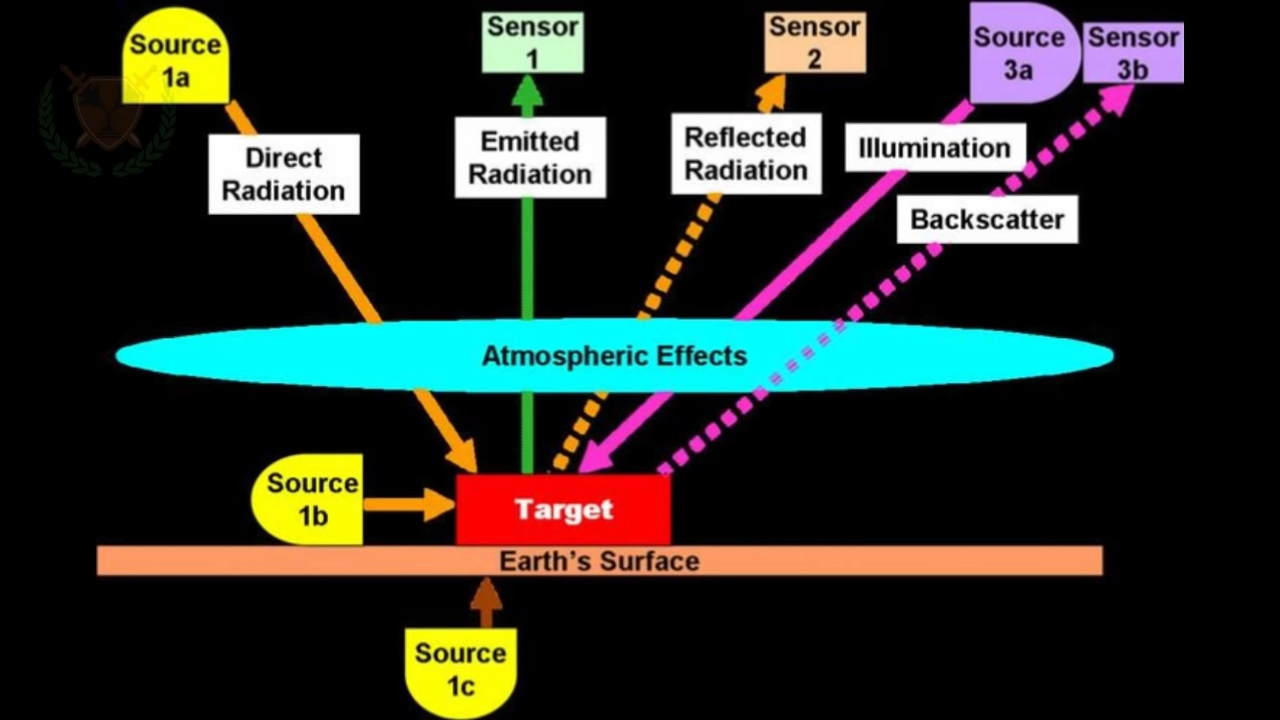 Source
1a
Sensor
1
Sensor
2
Source
3a
Sensor
3b
Direct
Radiation
Emitted
Radiation
Reflected
Radiation
Illumination
Backscatter
Atmospheric Effects
Source
1b
Target
Earth's Surface
Source
1c